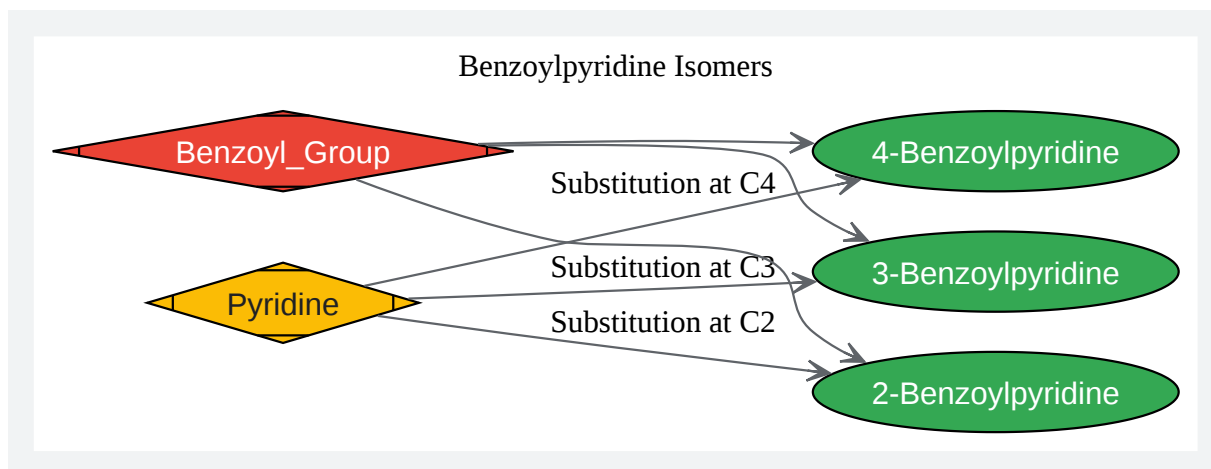 Benzoylpyridine Isomers
Benzoyl_Group
4-Benzoylpyridine
Substitution at C4
Substitution at C3
3-Benzoylpyridine
Pyridine
Substitution at C2
2-Benzoylpyridine